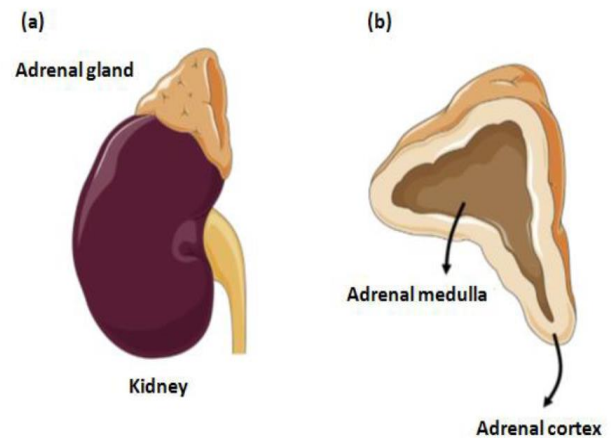 (a)
(b)
Adrenal gland
Adrenal medulla
Kidney
Adrenal cortex